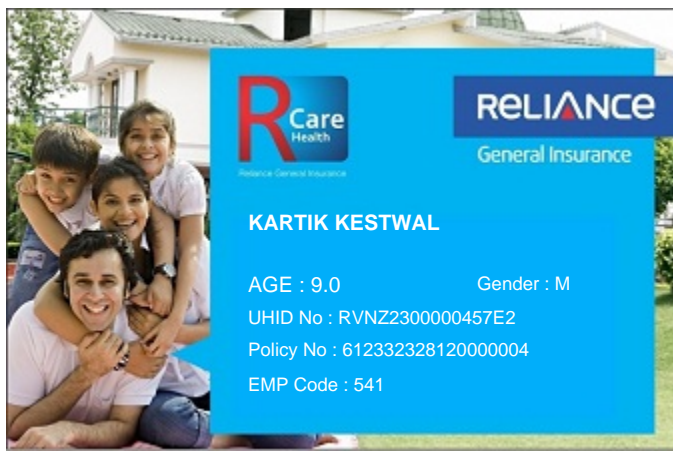 R Care
Health
Reliance General Insurance
RELIANCE
General Insurance
KARTIK KESTWAL
AGE : 9.0 Gender : M
UHID No : RVNZ2300000457E2
Policy No : 612332328120000004
EMP Code : 541